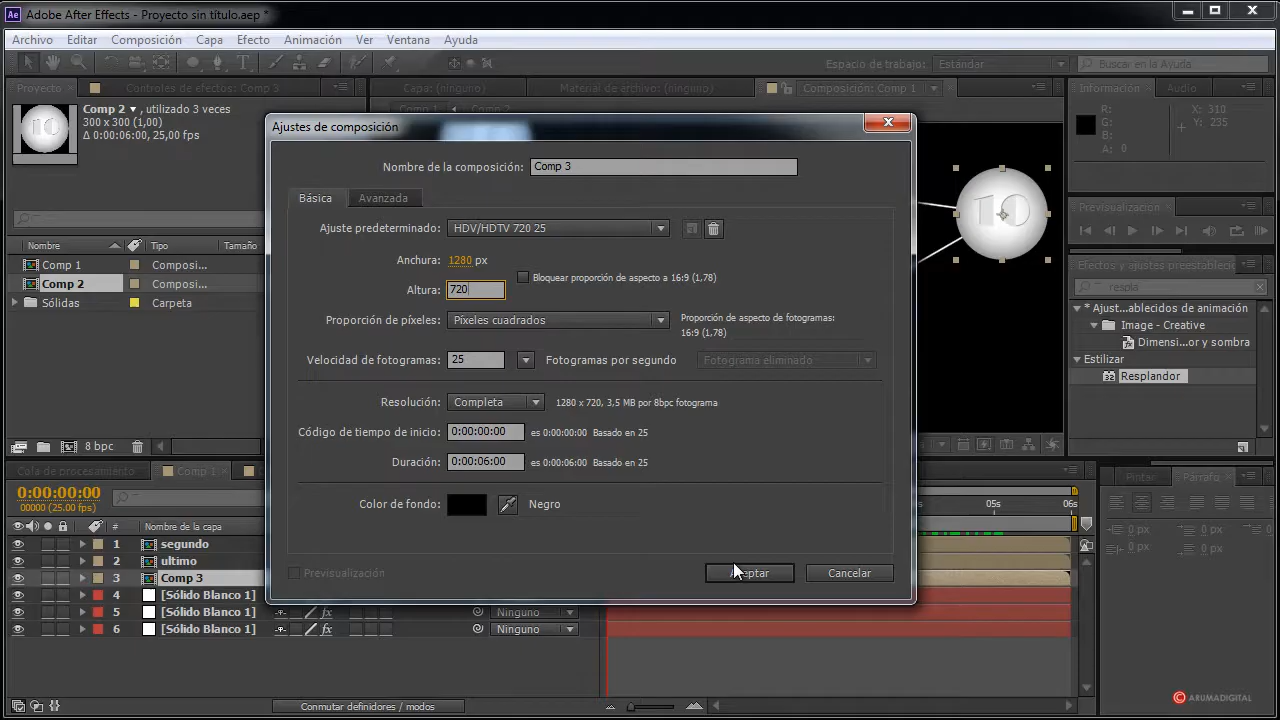 Adobe After Effects - Proyecto sin título.aep *
Archivo Editar Composición Capa Efecto Animación Ver Ventana Ayuda
Espacio de trabajo: Estándar Buscar en la Ayuda
Proyecto Controles de efectos: Comp 3 Capa: (ninguno) Material de archivo: (ninguno) Composición: Comp 1 Información Audio
Comp 2, utilizado 3 veces
300 x 300 (1,00)
Δ 0:00:06:00, 25,00 fps
Comp 1 Comp 2
R:
G:
B:
A: 0
X: 310
Y: 235
Ajustes de composición
Nombre de la composición: Comp 3
Básica Avanzada
Ajuste predeterminado: HDV/HDTV 720 25
Anchura: 1280 px
Bloquear proporción de aspecto a 16:9 (1,78)
Altura: 720
Proporción de píxeles: Píxeles cuadrados
Proporción de aspecto de fotogramas:
16:9 (1,78)
Velocidad de fotogramas: 25 Fotogramas por segundo Fotograma eliminado
Resolución: Completa 1280 x 720, 3,5 MB por 8bpc fotograma
Código de tiempo de inicio: 0:00:00:00 es 0:00:00:00 Basado en 25
Duración: 0:00:06:00 es 0:00:06:00 Basado en 25
Color de fondo: Negro
Previsualización Aceptar Cancelar
10
Nombre Tipo Tamaño
Comp 1 Composi...
Comp 2 Composi...
Sólidas Carpeta
8 bpc
Previsualización
Efectos y ajustes preest
respla
* Ajust...ablecidos de animación
Image - Creative
Dimensi...or y sombra
Estilizar
Resplandor
Cola de procesamiento Comp 1
0:00:00:00
00000 (25.00 fps)
# Nombre de la capa
05s 06s
1 segundo
2 ultimo
3 Comp 3
4 [Sólido Blanco 1]
5 [Sólido Blanco 1] fx Ninguno
6 [Sólido Blanco 1] fx Ninguno
Conmutar definidores / modos
Pintar Párrafo
0 px 0 px
0 px 0 px
© ARUMADIGITAL